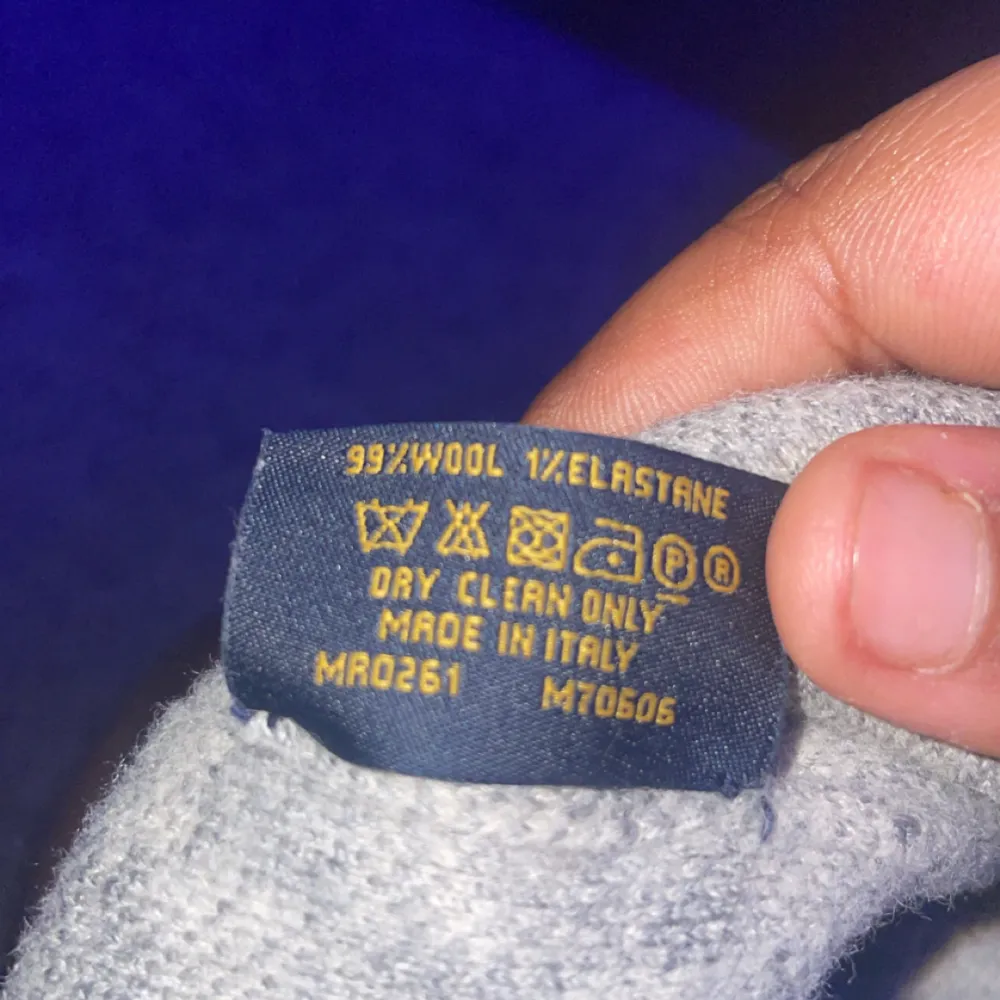 99%WOOL 1%ELASTANE
P R
DRY CLEAN ONLY
MADE IN ITALY
MR0261 M70606